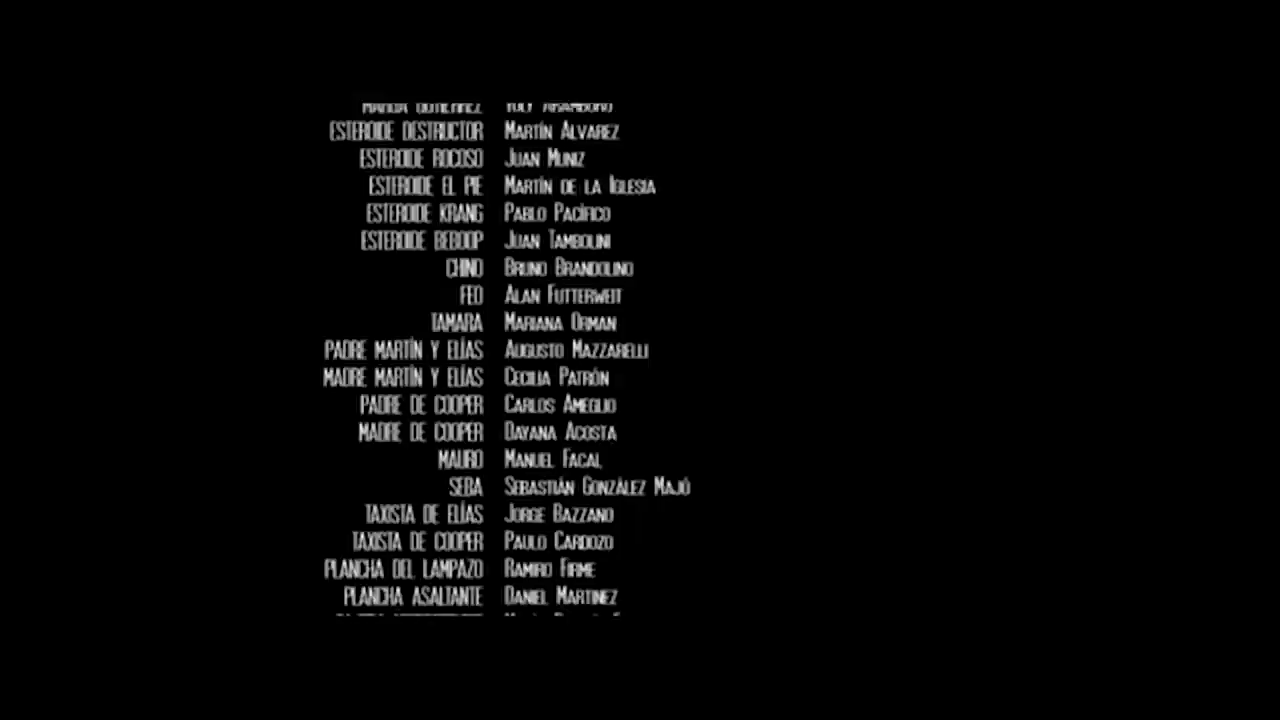 ESTEROIDE DESTRUCTOR Martín Alvarez
ESTEROIDE ROCOSO Juan Muniz
ESTEROIDE EL PIE Martín de la Iglesia
ESTEROIDE KRANG Pablo Pacífico
ESTEROIDE BEBOOP Juan Tambolini
CHINO Bruno Brandolino
FEO Alan Futterweit
TAMARA Mariana Orman
PADRE MARTÍN Y ELÍAS Augusto Mazzarelli
MADRE MARTÍN Y ELÍAS Cecilia Patrón
PADRE DE COOPER Carlos Ameglio
MADRE DE COOPER Dayana Acosta
MAURO Manuel Facal
SEBA Sebastián González Majó
TAXISTA DE ELÍAS Jorge Bazzano
TAXISTA DE COOPER Paulo Cardozo
PLANCHA DEL LAMPAZO Ramiro Firme
PLANCHA ASALTANTE Daniel Martinez